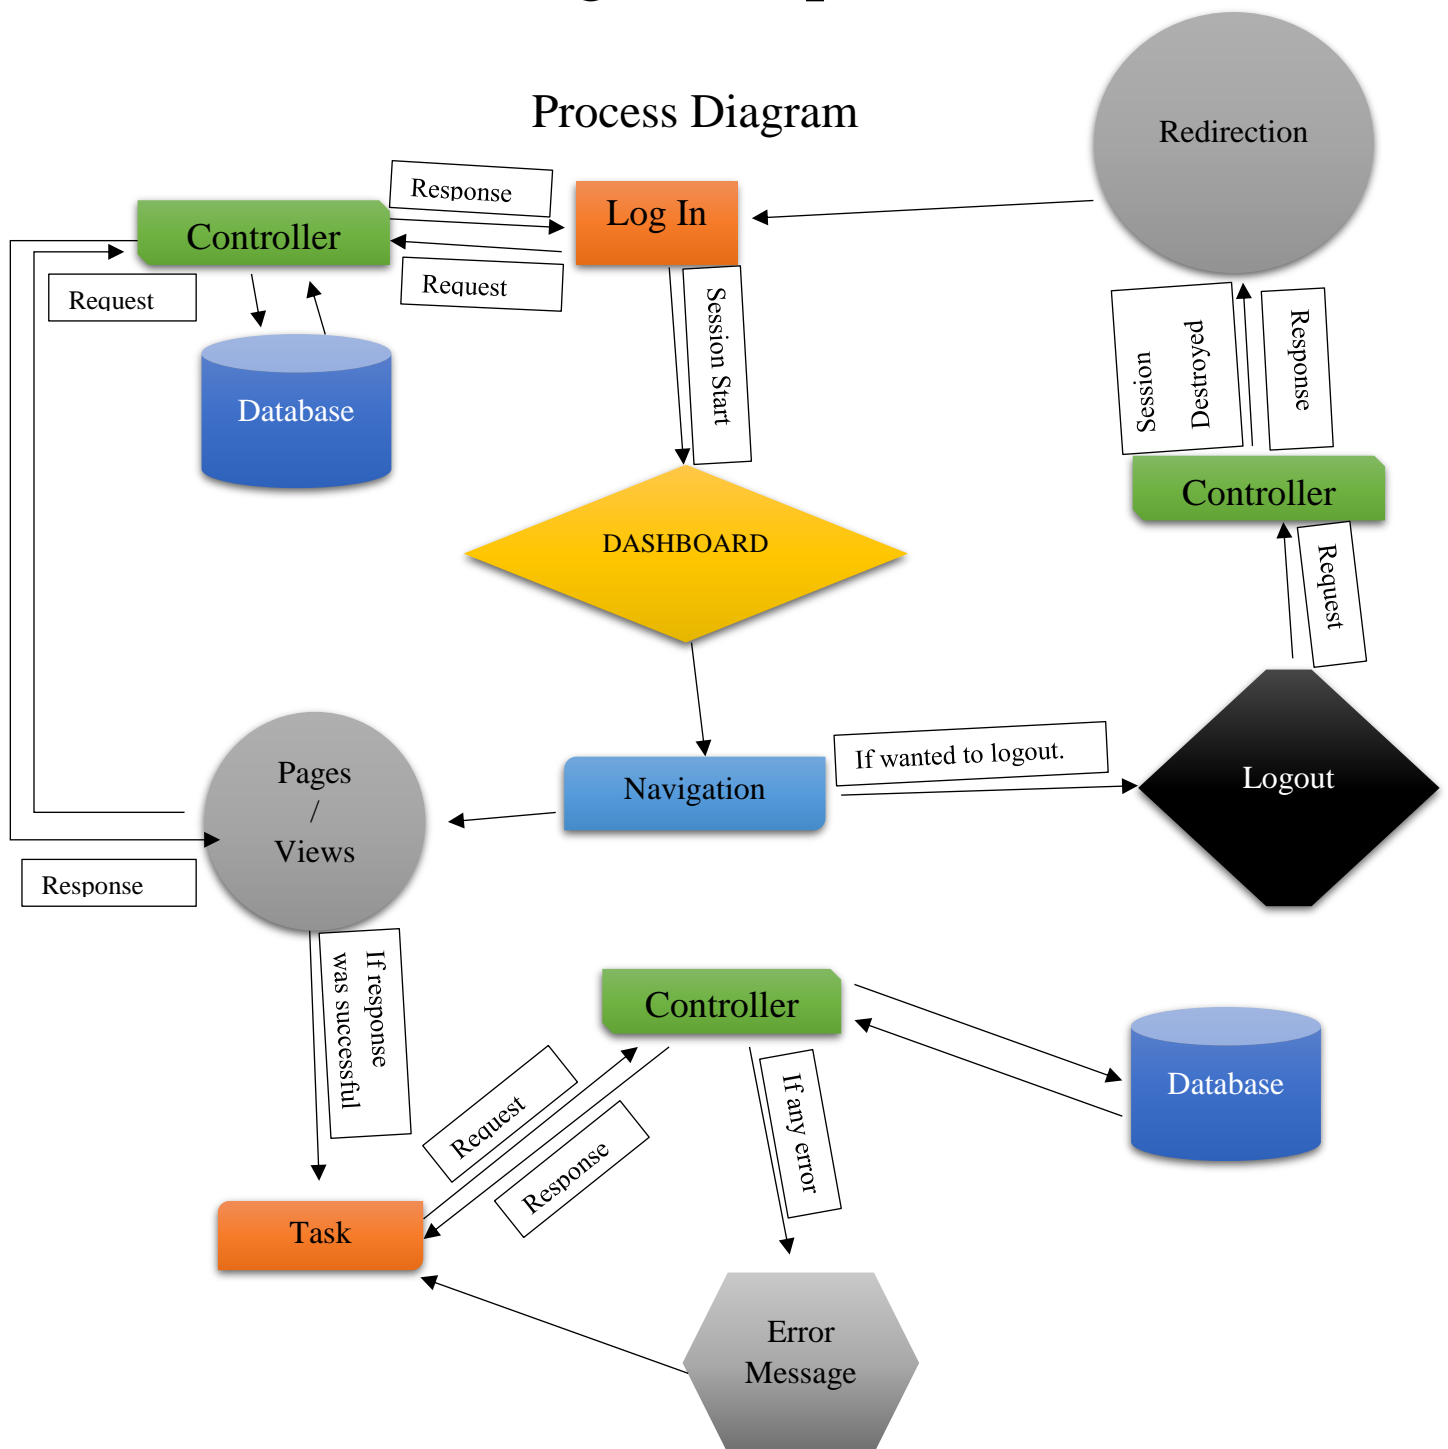 Process Diagram
Redirection
Response
Log In
Controller
Request
Request
Session Start
Session
Destroyed
Response
Database
Controller
DASHBOARD
Request
If wanted to logout.
Pages
/
Views
Navigation
Logout
Response
If response
was successful
Controller
If any error
Database
Request
Response
Task
Error
Message